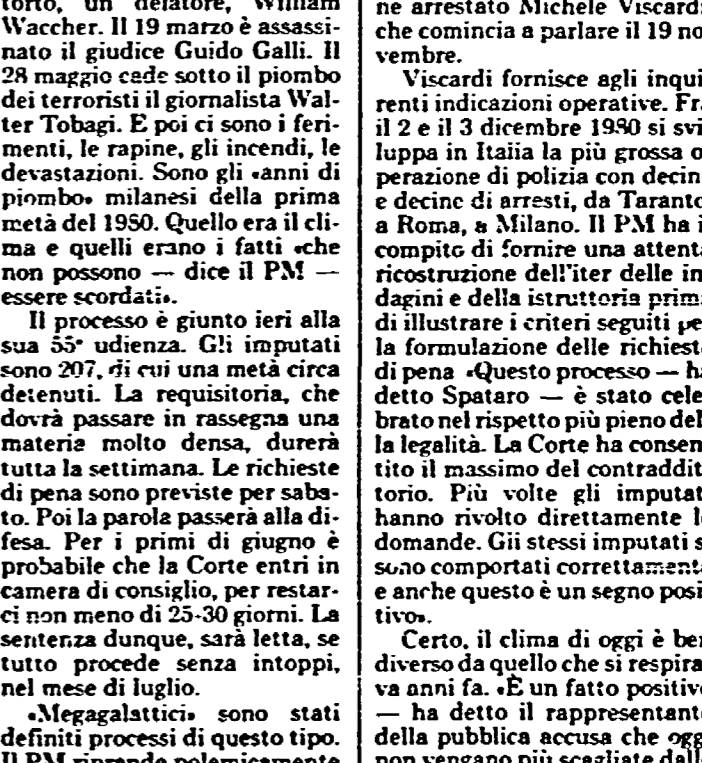 torto, un delatore, William
Waccher. Il 19 marzo è assassi-
nato il giudice Guido Galli. Il
28 maggio cade sotto il piombo
dei terroristi il giornalista Wal-
ter Tobagi. E poi ci sono i feri-
menti, le rapine, gli incendi, le
devastazioni. Sono gli «anni di
piombo» milanesi della prima
metà del 1980. Quello era il cli-
ma e quelli erano i fatti «che
non possono — dice il PM —
essere scordati».
Il processo è giunto ieri alla
sua 55ª udienza. Gli imputati
sono 207, di cui una metà circa
detenuti. La requisitoria, che
dovrà passare in rassegna una
materia molto densa, durerà
tutta la settimana. Le richieste
di pena sono previste per saba-
to. Poi la parola passerà alla di-
fesa. Per i primi di giugno è
probabile che la Corte entri in
camera di consiglio, per restar-
ci non meno di 25-30 giorni. La
sentenza dunque, sarà letta, se
tutto procede senza intoppi,
nel mese di luglio.
«Megagalattici» sono stati
definiti processi di questo tipo.
Il PM riprende polemicamente
ne arrestato Michele Viscardi
che comincia a parlare il 19 no
vembre.
Viscardi fornisce agli inqui
renti indicazioni operative. Fra
il 2 e il 3 dicembre 1980 si svi
luppa in Italia la più grossa o
perazione di polizia con decin
e decine di arresti, da Taranto
a Roma, a Milano. Il PM ha i
compito di fornire una attenta
ricostruzione dell'iter delle in
dagini e della istruttoria prima
di illustrare i criteri seguiti pe
la formulazione delle richieste
di pena «Questo processo — ha
detto Spataro — è stato cele
brato nel rispetto più pieno del
la legalità. La Corte ha consen
tito il massimo del contraddit
torio. Più volte gli imputat
hanno rivolto direttamente le
domande. Gli stessi imputati s
sono comportati correttamente
e anche questo è un segno posi
tivo».
Certo, il clima di oggi è ben
diverso da quello che si respira
va anni fa. «È un fatto positivo
— ha detto il rappresentante
della pubblica accusa che ogg
non vengano più scagliate dall